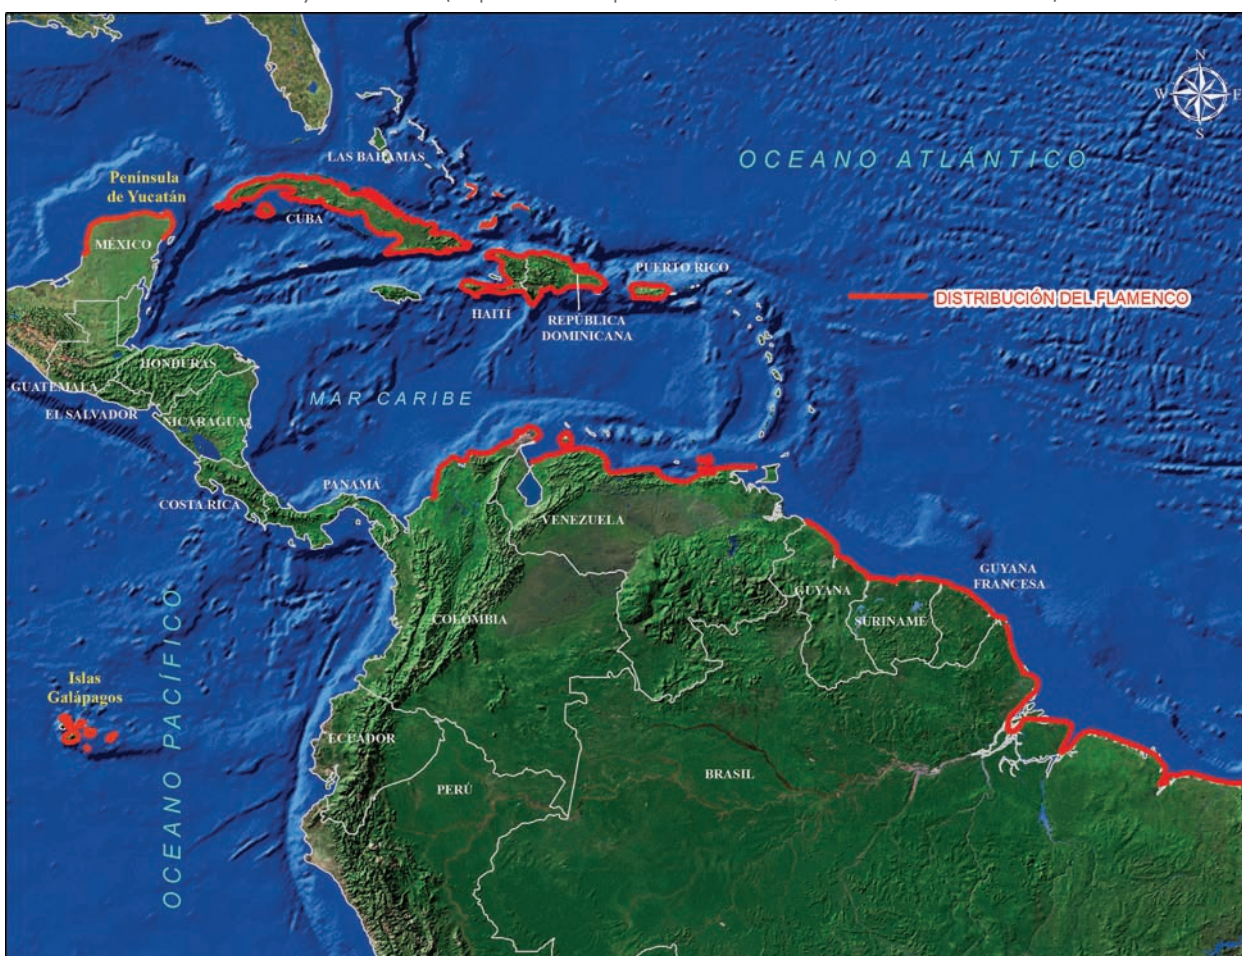 N
W E
S
OCEANO ATLÁNTICO
LAS BAHAMAS
Península
de Yucatán
CUBA
MÉXICO
PUERTO RICO
DISTRIBUCIÓN DEL FLAMENCO
HAITÍ
REPÚBLICA
DOMINICANA
HONDURAS
GUATEMALA
MAR CARIBE
EL SALVADOR
NICARAGUA
PANAMÁ
COSTA RICA
VENEZUELA
GUYANA
FRANCESA
GUYANA
COLOMBIA
SURINAME
Islas
Galápagos
OCEANO PACÍFICO
ECUADOR
BRASIL
PERÚ